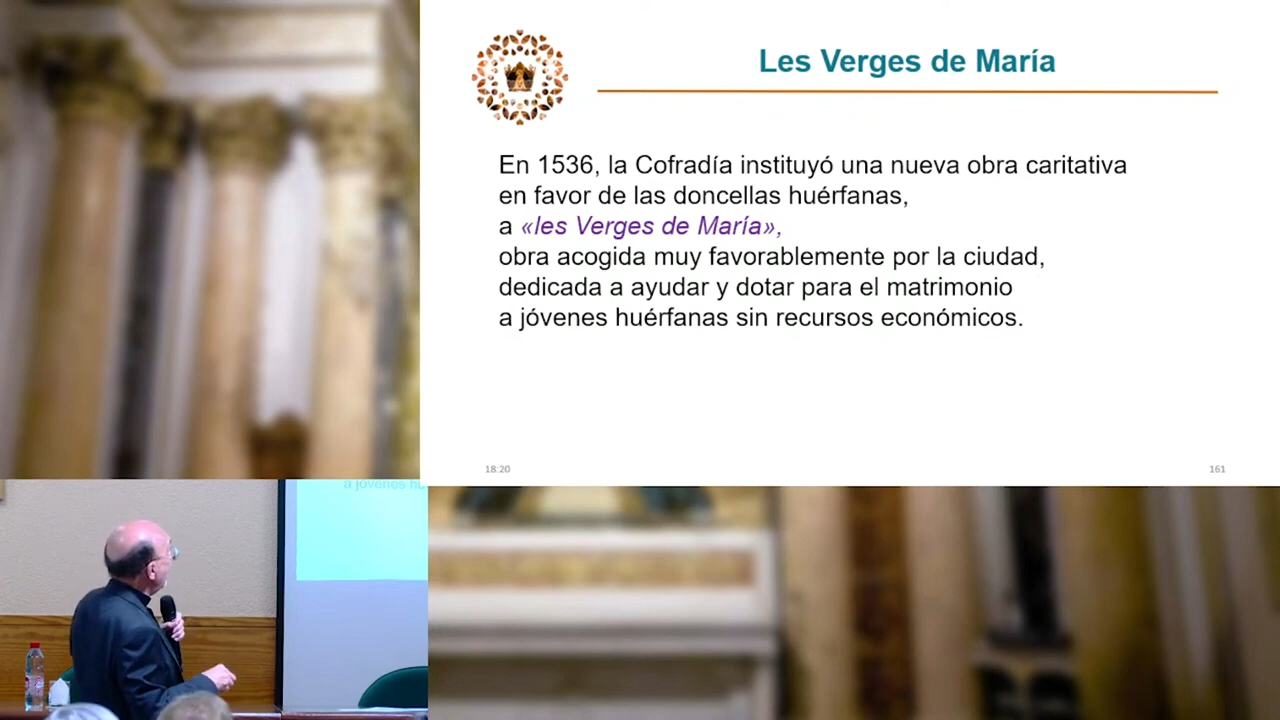 Les Verges de María
En 1536, la Cofradía instituyó una nueva obra caritativa
en favor de las doncellas huérfanas,
a «les Verges de María»,
obra acogida muy favorablemente por la ciudad,
dedicada a ayudar y dotar para el matrimonio
a jóvenes huérfanas sin recursos económicos.
18:20
161
a jóvenes hu